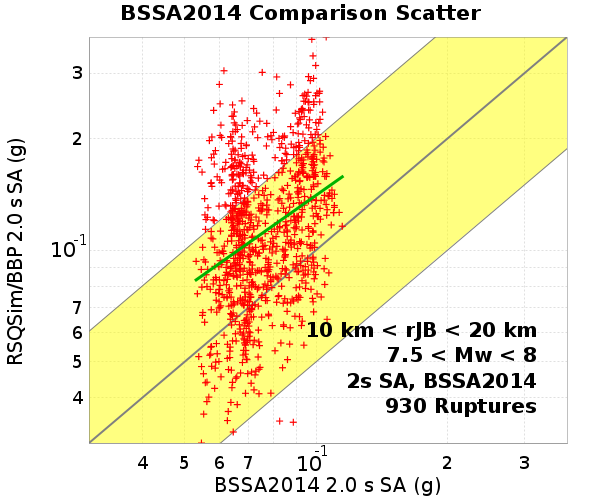 BSSA2014 Comparison Scatter
RSQSim/BBP 2.0 s SA (g)
3
2
10-1
7
6
5
4
10 km < rJB < 20 km
7.5 < Mw < 8
2s SA, BSSA2014
930 Ruptures
4 5 6 7 10-1 2 3
BSSA2014 2.0 s SA (g)